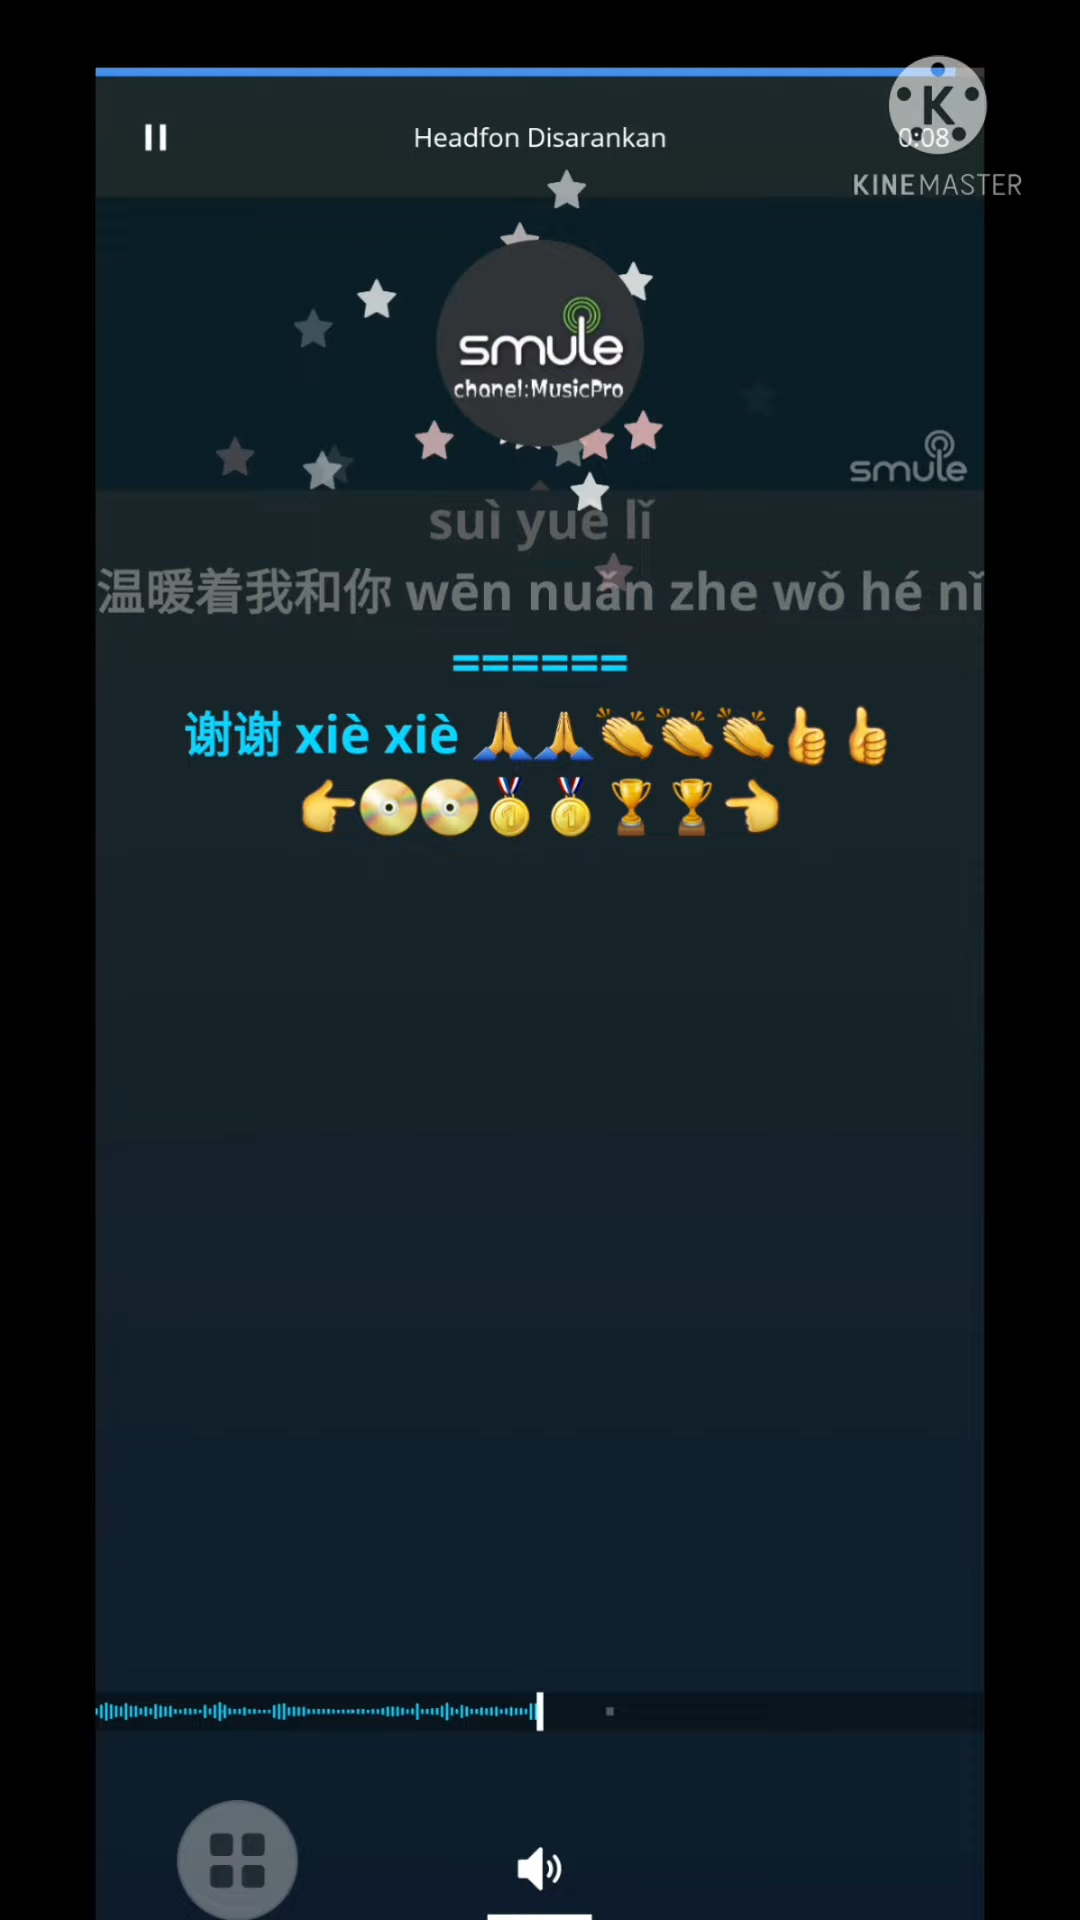 Headfon Disarankan
0:08
K
KINEMASTER
smule
chanel:MusicPro
smule
suì yuè lǐ
温暖着我和你 wēn nuǎn zhe wǒ hé nǐ
======
谢谢 xiè xiè 🙏🙏👏👏👏👍👍
👉💿💿🥇🥇🏆🏆👈